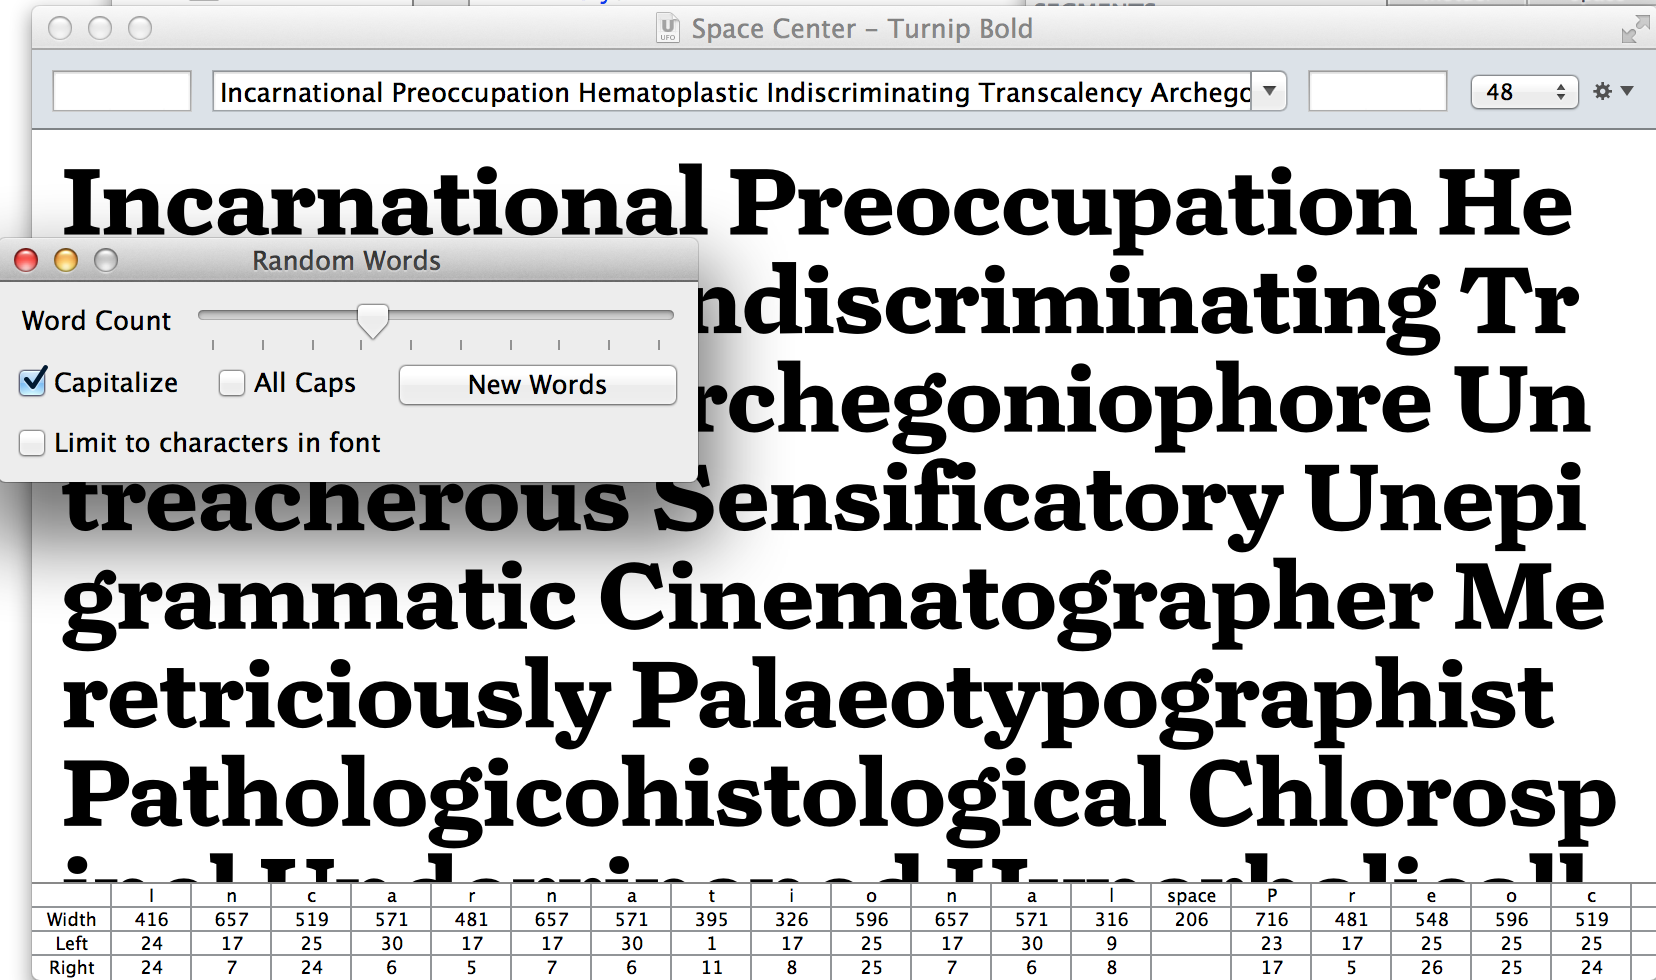 Space Center – Turnip Bold
Incarnational Preoccupation Hematoplastic Indiscriminating Transcalency Archego
48
Incarnational Preoccupation He
ndiscriminating Tr
rchegoniophore Un
treacherous Sensificatory Unepi
grammatic Cinematographer Me
retriciously Palaeotypographist
Pathologicohistological Chlorosp
Random Words
Word Count
Capitalize All Caps New Words
Limit to characters in font
I n c a r n a t i o n a l space P r e o c
Width 416 657 519 571 481 657 571 395 326 596 657 571 316 206 716 481 548 596 519
Left 24 17 25 30 17 17 30 1 17 25 17 30 9 23 17 25 25 25
Right 24 7 24 6 5 7 6 11 8 25 7 6 8 17 5 26 25 24